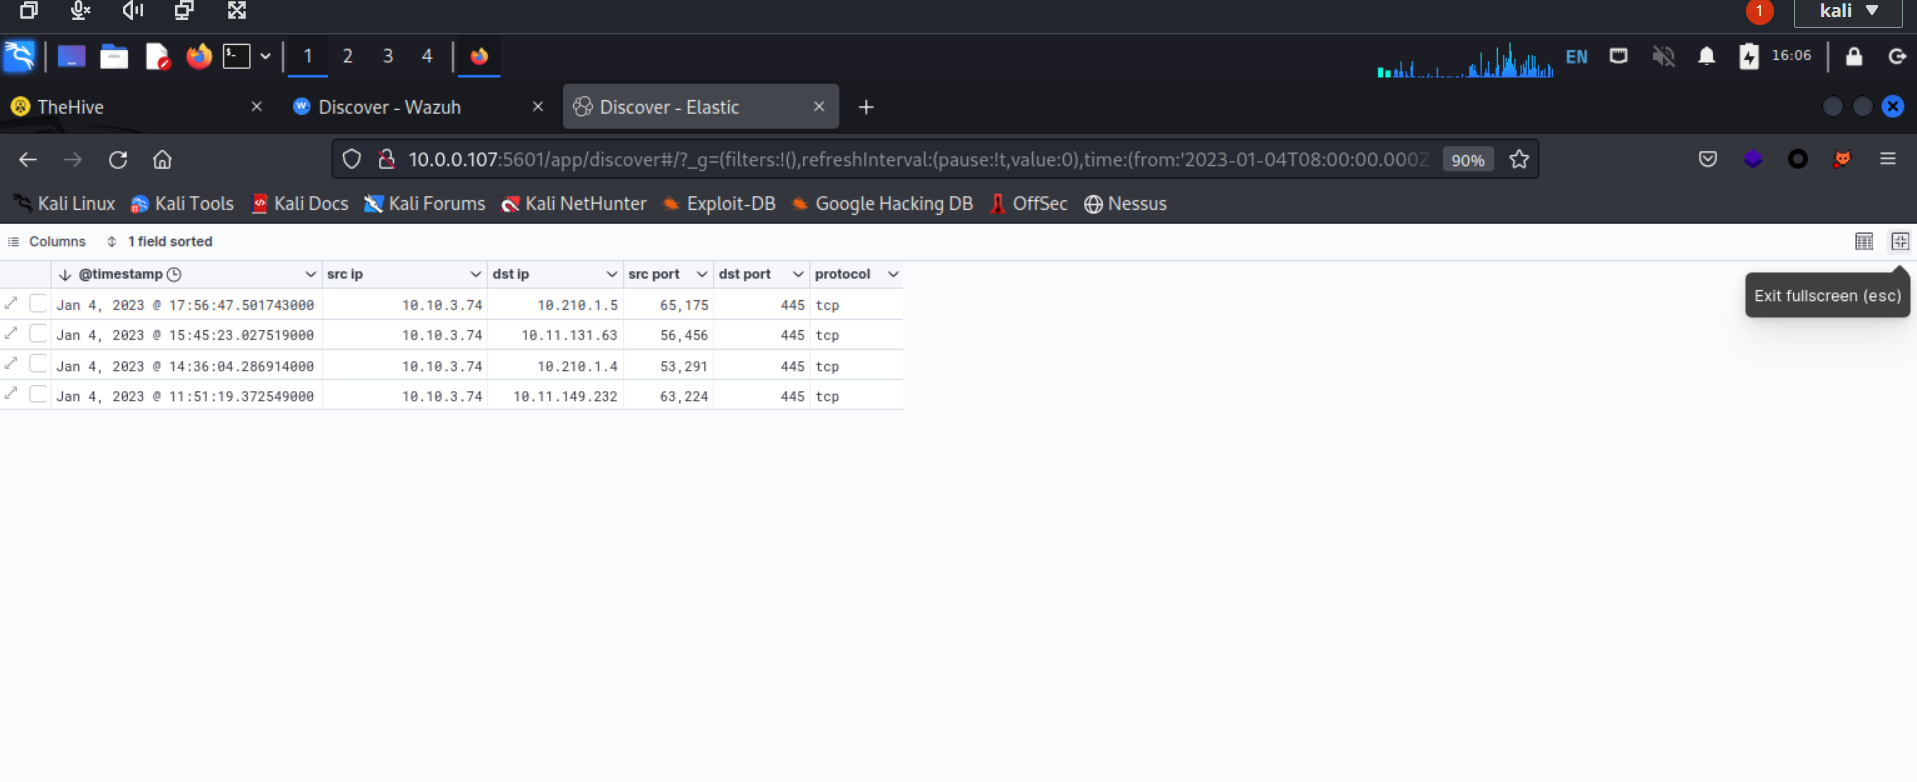 1 kali
1 2 3 4 EN 16:06
TheHive Discover - Wazuh Discover - Elastic
10.0.0.107:5601/app/discover#/?_g=(filters:!(),refreshInterval:(pause:!t,value:0),time:(from:'2023-01-04T08:00:00.000Z 90%
Kali Linux Kali Tools Kali Docs Kali Forums Kali NetHunter Exploit-DB Google Hacking DB OffSec Nessus
Columns 1 field sorted
@timestamp src ip dst ip src port dst port protocol
Exit fullscreen (esc)
Jan 4, 2023 @ 17:56:47.501743000 10.10.3.74 10.210.1.5 65,175 445 tcp
Jan 4, 2023 @ 15:45:23.027519000 10.10.3.74 10.11.131.63 56,456 445 tcp
Jan 4, 2023 @ 14:36:04.286914000 10.10.3.74 10.210.1.4 53,291 445 tcp
Jan 4, 2023 @ 11:51:19.372549000 10.10.3.74 10.11.149.232 63,224 445 tcp